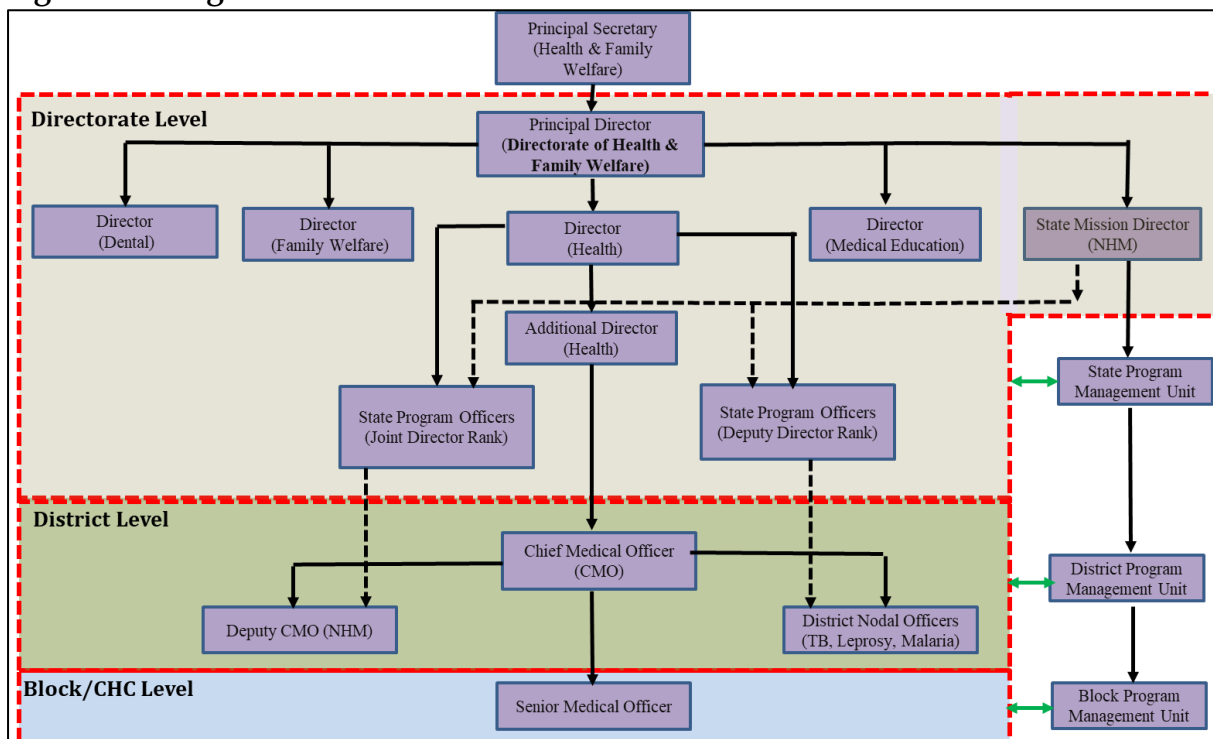 Principal Secretary
(Health & Family
Welfare)
Directorate Level
Principal Director
(Directorate of Health &
Family Welfare)
Director
(Dental)
Director
(Family Welfare)
Director
(Health)
Director
(Medical Education)
State Mission Director
(NHM)
Additional Director
(Health)
State Program
Management Unit
State Program Officers
(Joint Director Rank)
State Program Officers
(Deputy Director Rank)
District Level
Chief Medical Officer
(CMO)
District Program
Management Unit
Deputy CMO (NHM)
District Nodal Officers
(TB, Leprosy, Malaria)
Block/CHC Level
Senior Medical Officer
Block Program
Management Unit